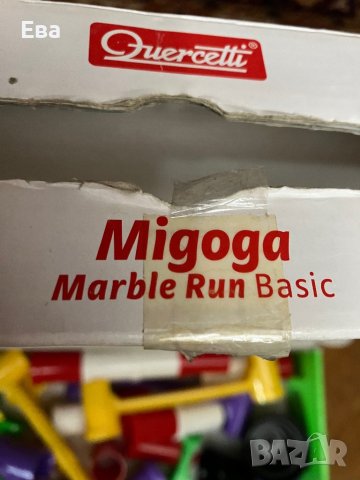 Ева
Quercetti®
Migoga
Marble Run Basic
BAZAR